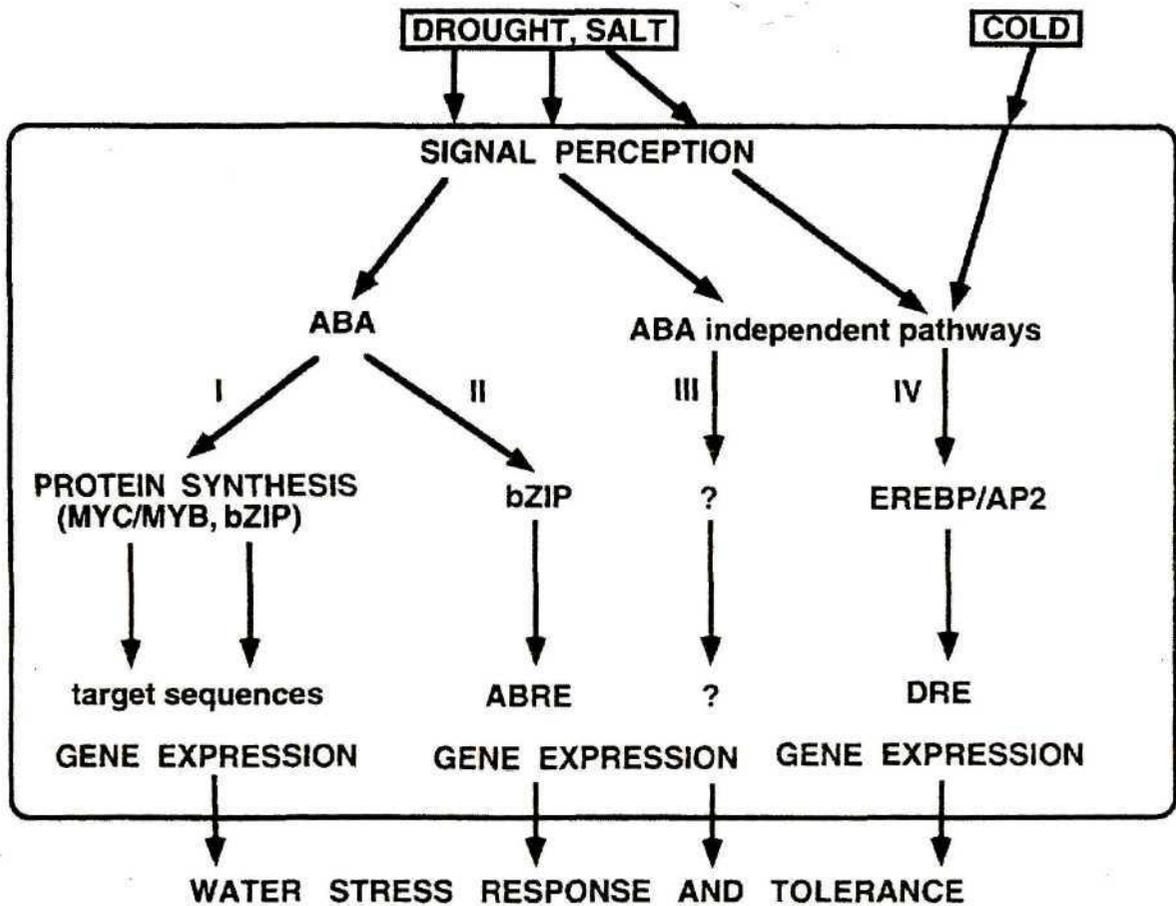 DROUGHT, SALT
COLD
SIGNAL PERCEPTION
ABA
ABA independent pathways
I
II
III
IV
PROTEIN SYNTHESIS
(MYC/MYB, bZIP)
bZIP
?
EREBP/AP2
target sequences
ABRE
?
DRE
GENE EXPRESSION
GENE EXPRESSION
GENE EXPRESSION
WATER STRESS RESPONSE AND TOLERANCE